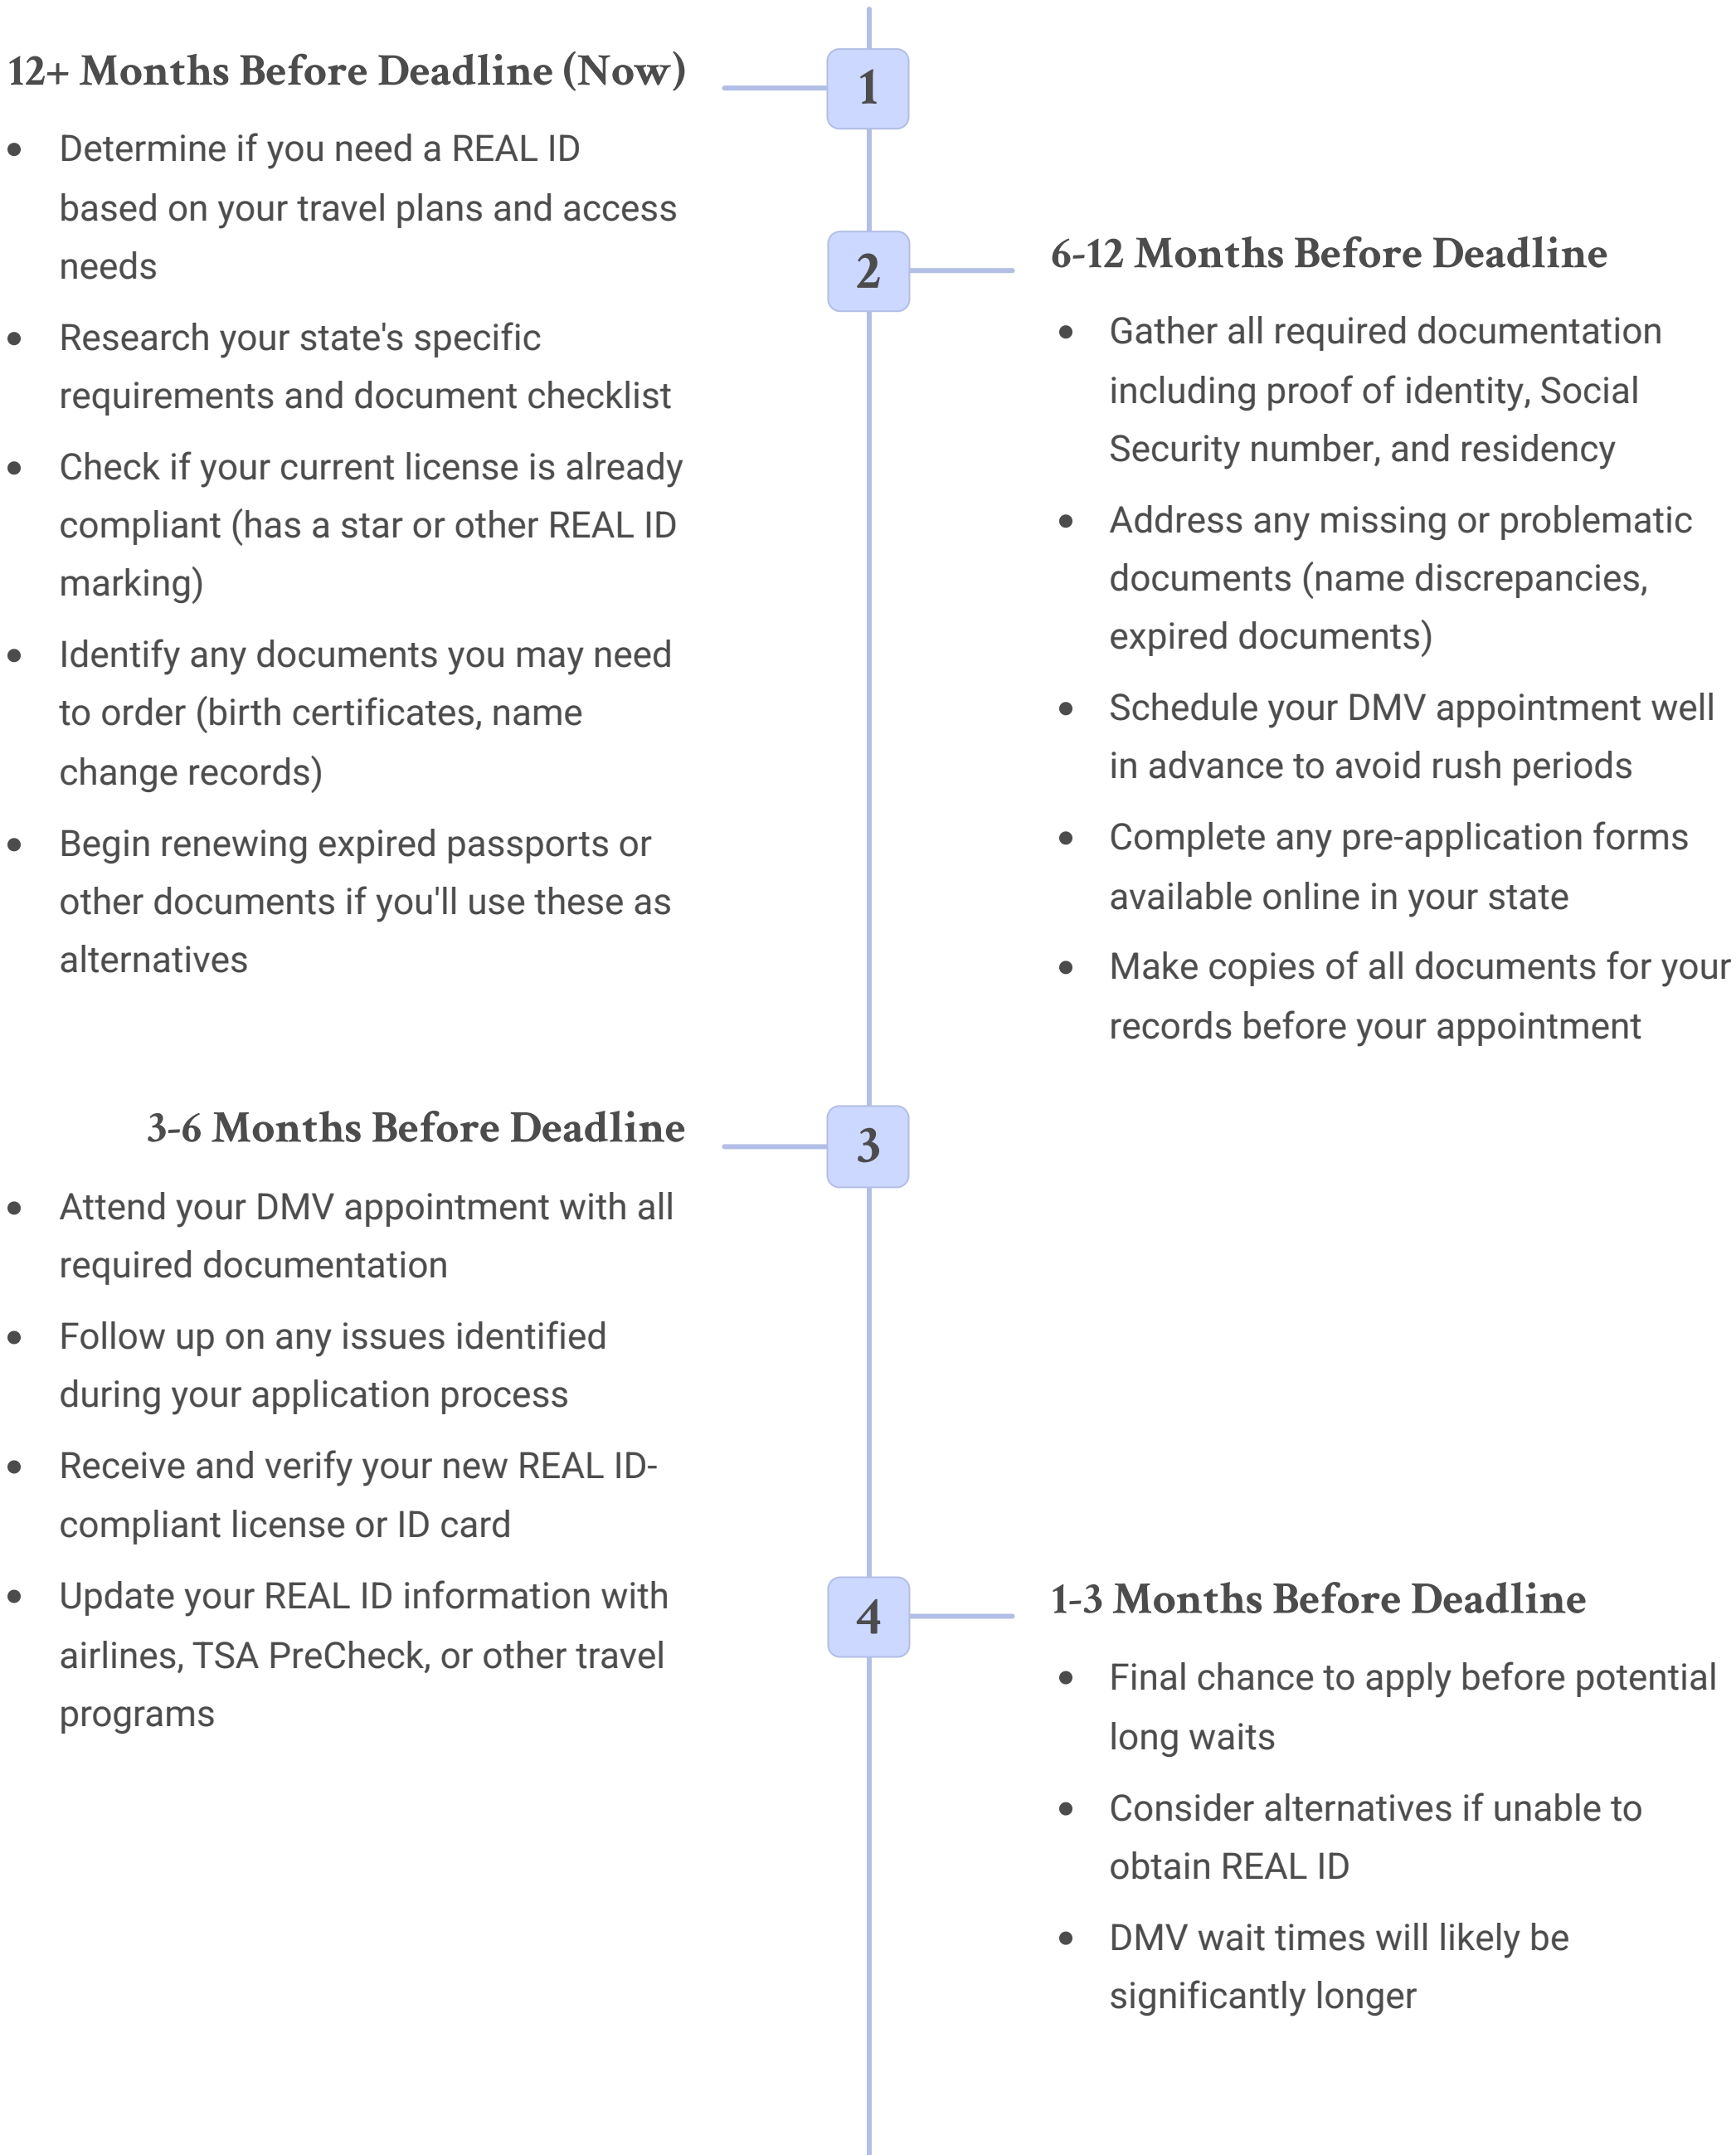 12+ Months Before Deadline (Now)
1
• Determine if you need a REAL ID
based on your travel plans and access
needs
• Research your state's specific
requirements and document checklist
• Check if your current license is already
compliant (has a star or other REAL ID
marking)
• Identify any documents you may need
to order (birth certificates, name
change records)
• Begin renewing expired passports or
other documents if you'll use these as
alternatives
2
6-12 Months Before Deadline
• Gather all required documentation
including proof of identity, Social
Security number, and residency
• Address any missing or problematic
documents (name discrepancies,
expired documents)
• Schedule your DMV appointment well
in advance to avoid rush periods
• Complete any pre-application forms
available online in your state
• Make copies of all documents for your
records before your appointment
3-6 Months Before Deadline
3
• Attend your DMV appointment with all
required documentation
• Follow up on any issues identified
during your application process
• Receive and verify your new REAL ID-
compliant license or ID card
• Update your REAL ID information with
airlines, TSA PreCheck, or other travel
programs
4
1-3 Months Before Deadline
• Final chance to apply before potential
long waits
• Consider alternatives if unable to
obtain REAL ID
• DMV wait times will likely be
significantly longer